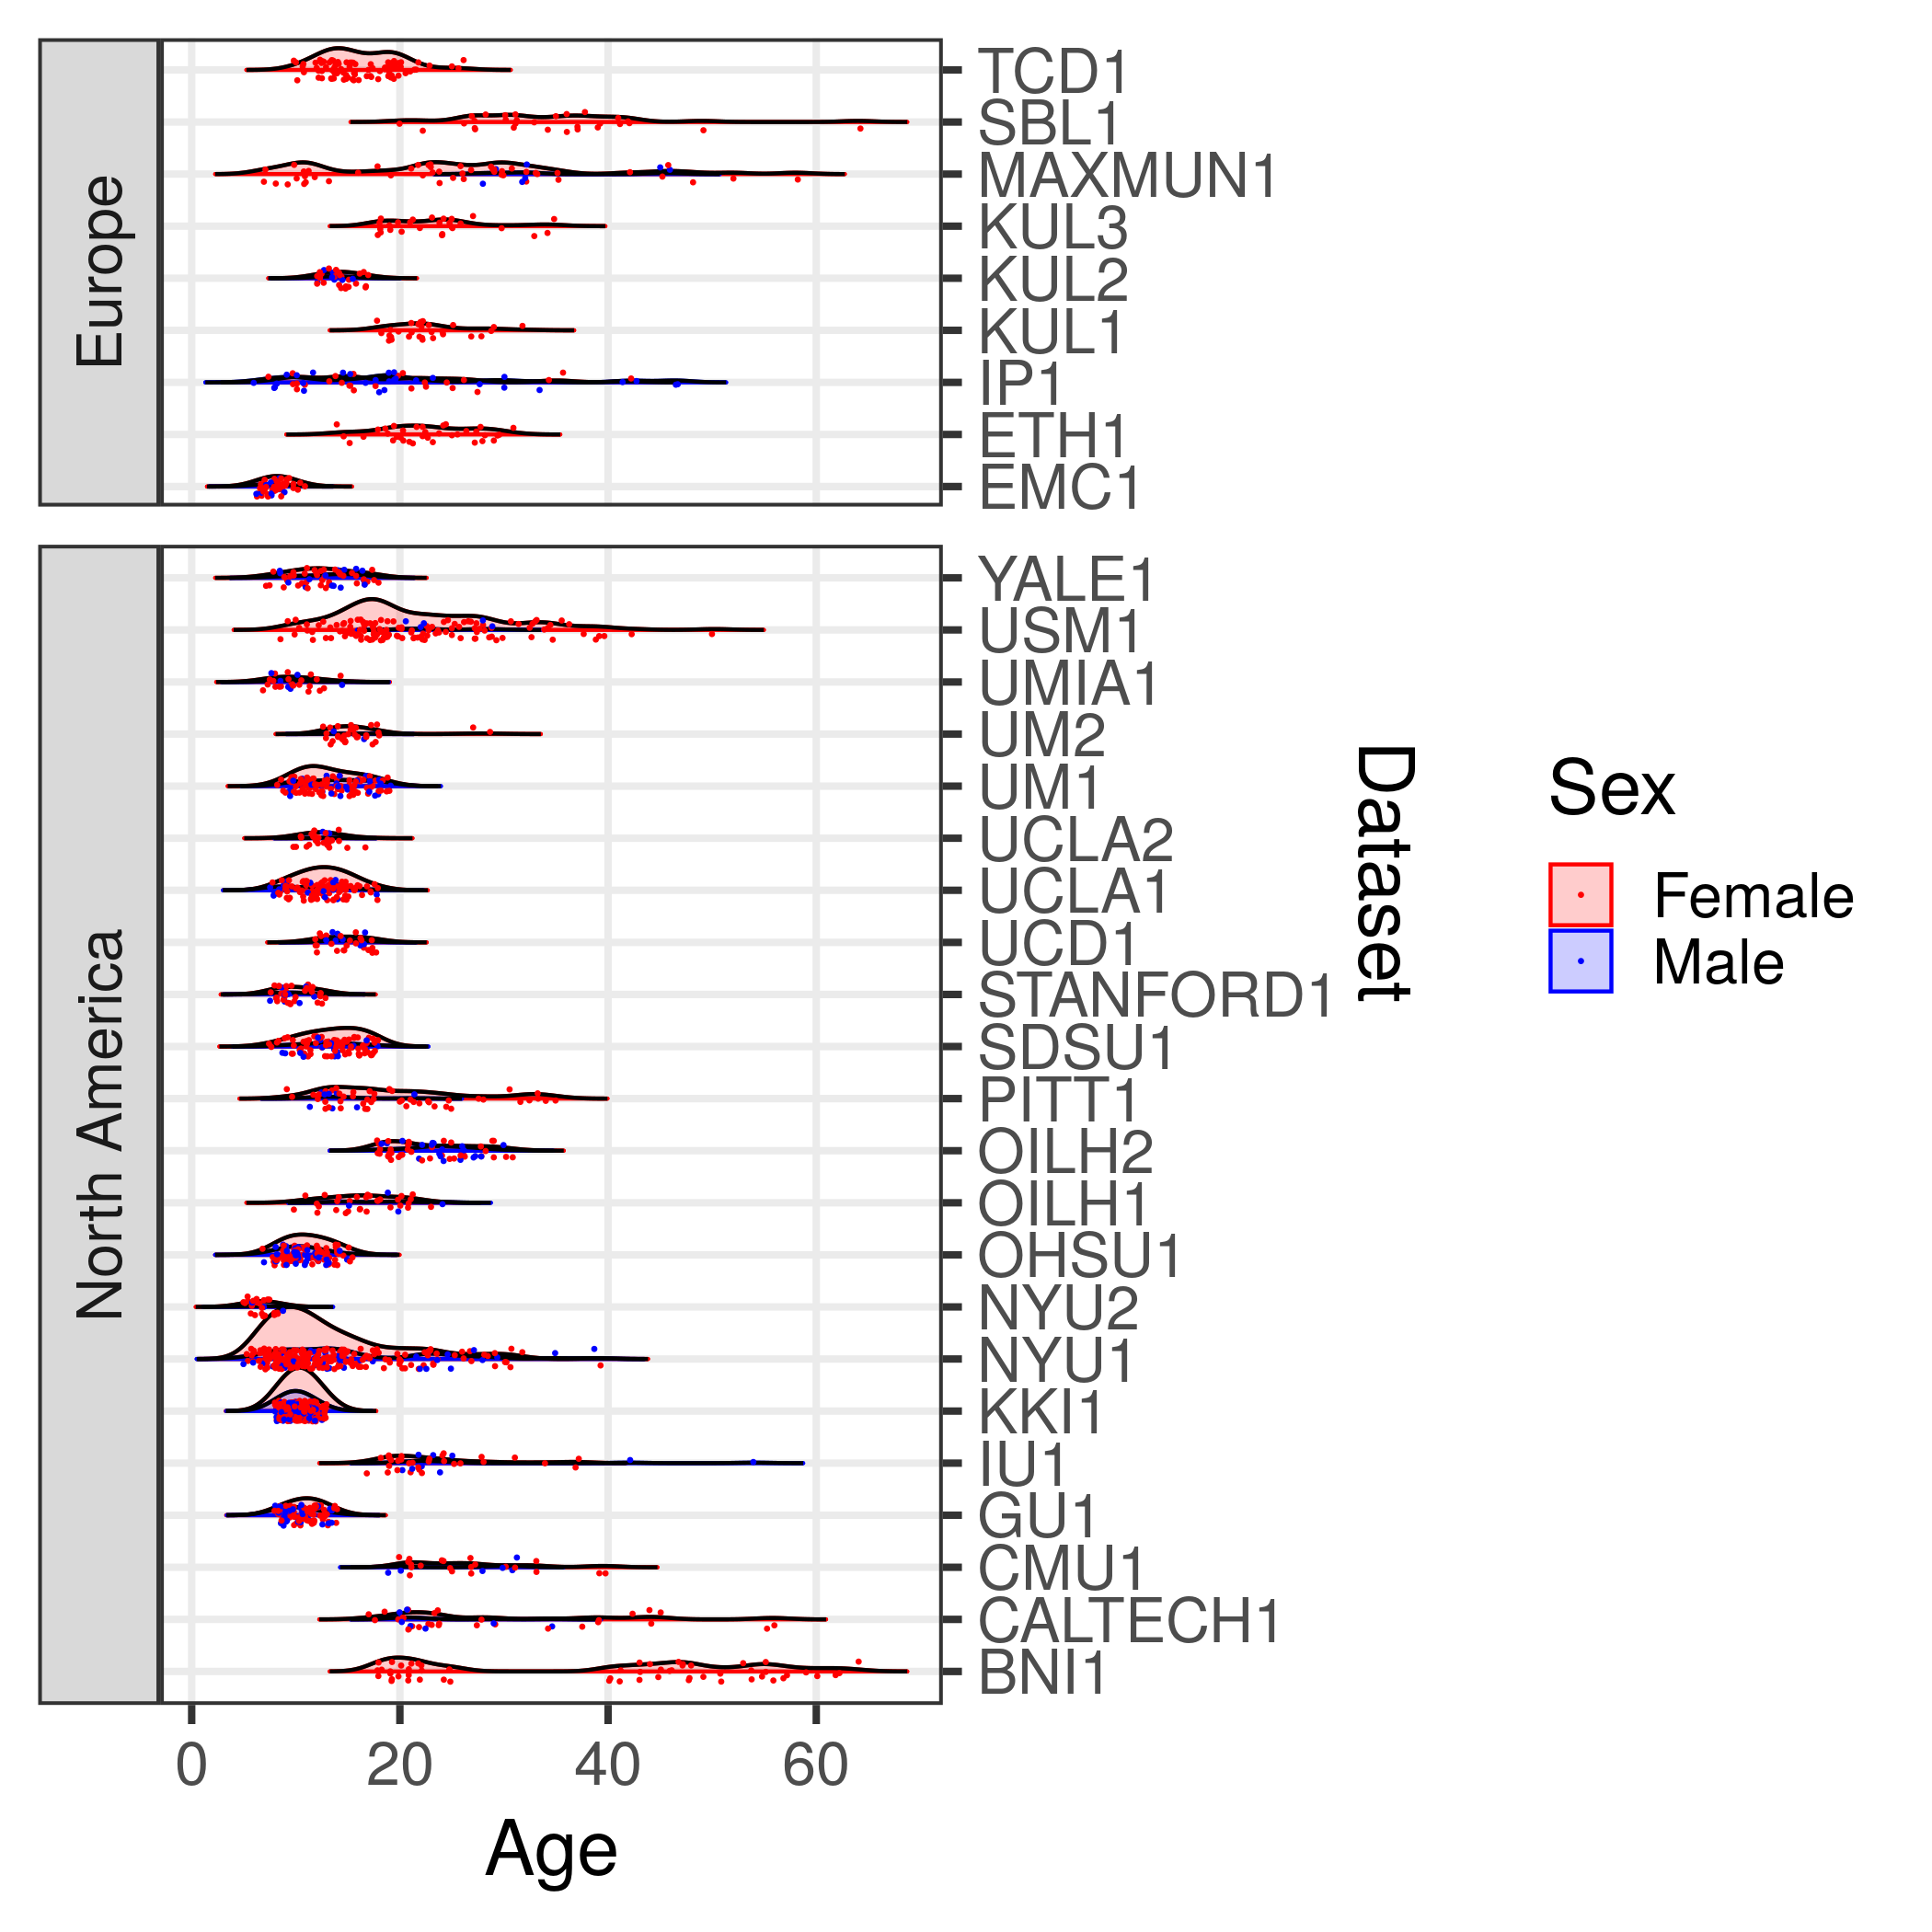 Europe
TCD1
SBL1
MAXMUN1
KUL3
KUL2
KUL1
IP1
ETH1
EMC1
North America
YALE1
USM1
UMIA1
UM2
UM1
UCLA2
UCLA1
UCD1
STANFORD1
SDSU1
PITT1
OILH2
OILH1
OHSU1
NYU2
NYU1
KKI1
IU1
GU1
CMU1
CALTECH1
BNI1
0 20 40 60
Age
Dataset
Sex
Female
Male